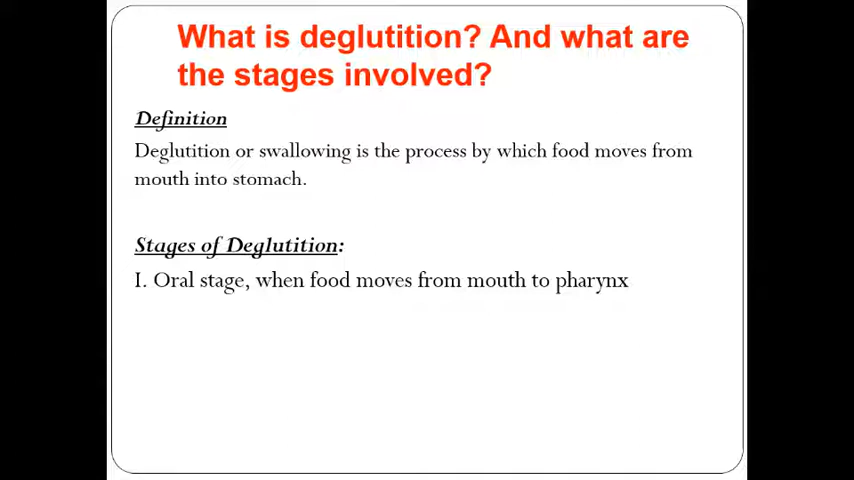 What is deglutition? And what are
the stages involved?
Definition
Deglutition or swallowing is the process by which food moves from
mouth into stomach.
Stages of Deglutition:
I. Oral stage, when food moves from mouth to pharynx